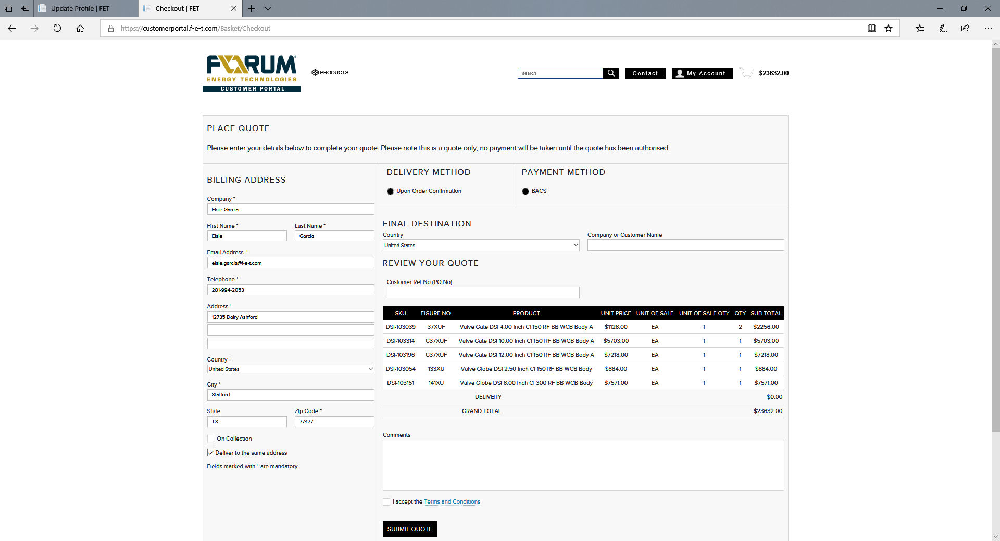 Update Profile | FET
Checkout | FET
https://customerportal.f-e-t.com/Basket/Checkout
FORUM
ENERGY TECHNOLOGIES
CUSTOMER PORTAL
PRODUCTS
search
Contact
My Account
$23632.00
PLACE QUOTE
Please enter your details below to complete your quote. Please note this is a quote only, no payment will be taken until the quote has been authorised.
BILLING ADDRESS
Company *
Elsie Garcia
First Name * Last Name *
Elsie Garcia
Email Address *
elsie.garcia@f-e-t.com
Telephone *
281-994-2053
Address *
12735 Dairy Ashford
Country *
United States
City *
Stafford
State Zip Code *
TX 77477
On Collection
Deliver to the same address
Fields marked with * are mandatory.
DELIVERY METHOD
Upon Order Confirmation
PAYMENT METHOD
BACS
FINAL DESTINATION
Country Company or Customer Name
United States
REVIEW YOUR QUOTE
Customer Ref No (PO No)
SKU FIGURE NO. PRODUCT UNIT PRICE UNIT OF SALE UNIT OF SALE QTY QTY SUB TOTAL
DSI-103039 37XUF Valve Gate DSI 4.00 Inch Cl 150 RF BB WCB Body A $1128.00 EA 1 2 $2256.00
DSI-103314 G37XUF Valve Gate DSI 10.00 Inch Cl 150 RF BB WCB Body A $5703.00 EA 1 1 $5703.00
DSI-103196 G37XUF Valve Gate DSI 12.00 Inch Cl 150 RF BB WCB Body A $7218.00 EA 1 1 $7218.00
DSI-103054 133XU Valve Globe DSI 2.50 Inch Cl 150 RF BB WCB Body $884.00 EA 1 1 $884.00
DSI-103151 141XU Valve Globe DSI 8.00 Inch Cl 300 RF BB WCB Body $7571.00 EA 1 1 $7571.00
DELIVERY $0.00
GRAND TOTAL $23632.00
Comments
I accept the Terms and Conditions
SUBMIT QUOTE